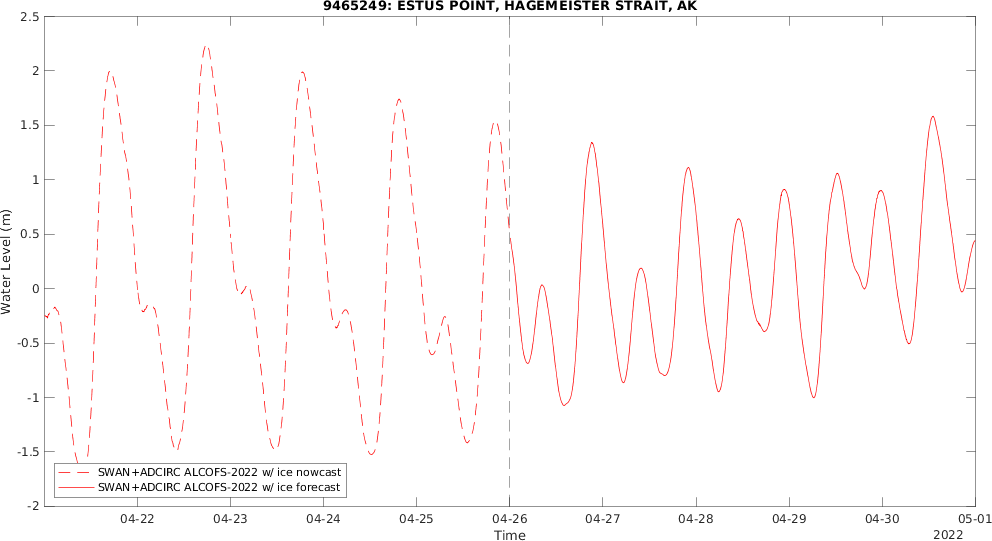 9465249: ESTUS POINT, HAGEMEISTER STRAIT, AK
2.5
2
1.5
1
0.5
0
-0.5
-1
-1.5
-2
Water Level (m)
SWAN+ADCIRC ALCOFS-2022 w/ ice nowcast
SWAN+ADCIRC ALCOFS-2022 w/ ice forecast
04-22 04-23 04-24 04-25 04-26 04-27 04-28 04-29 04-30 05-01
Time
2022